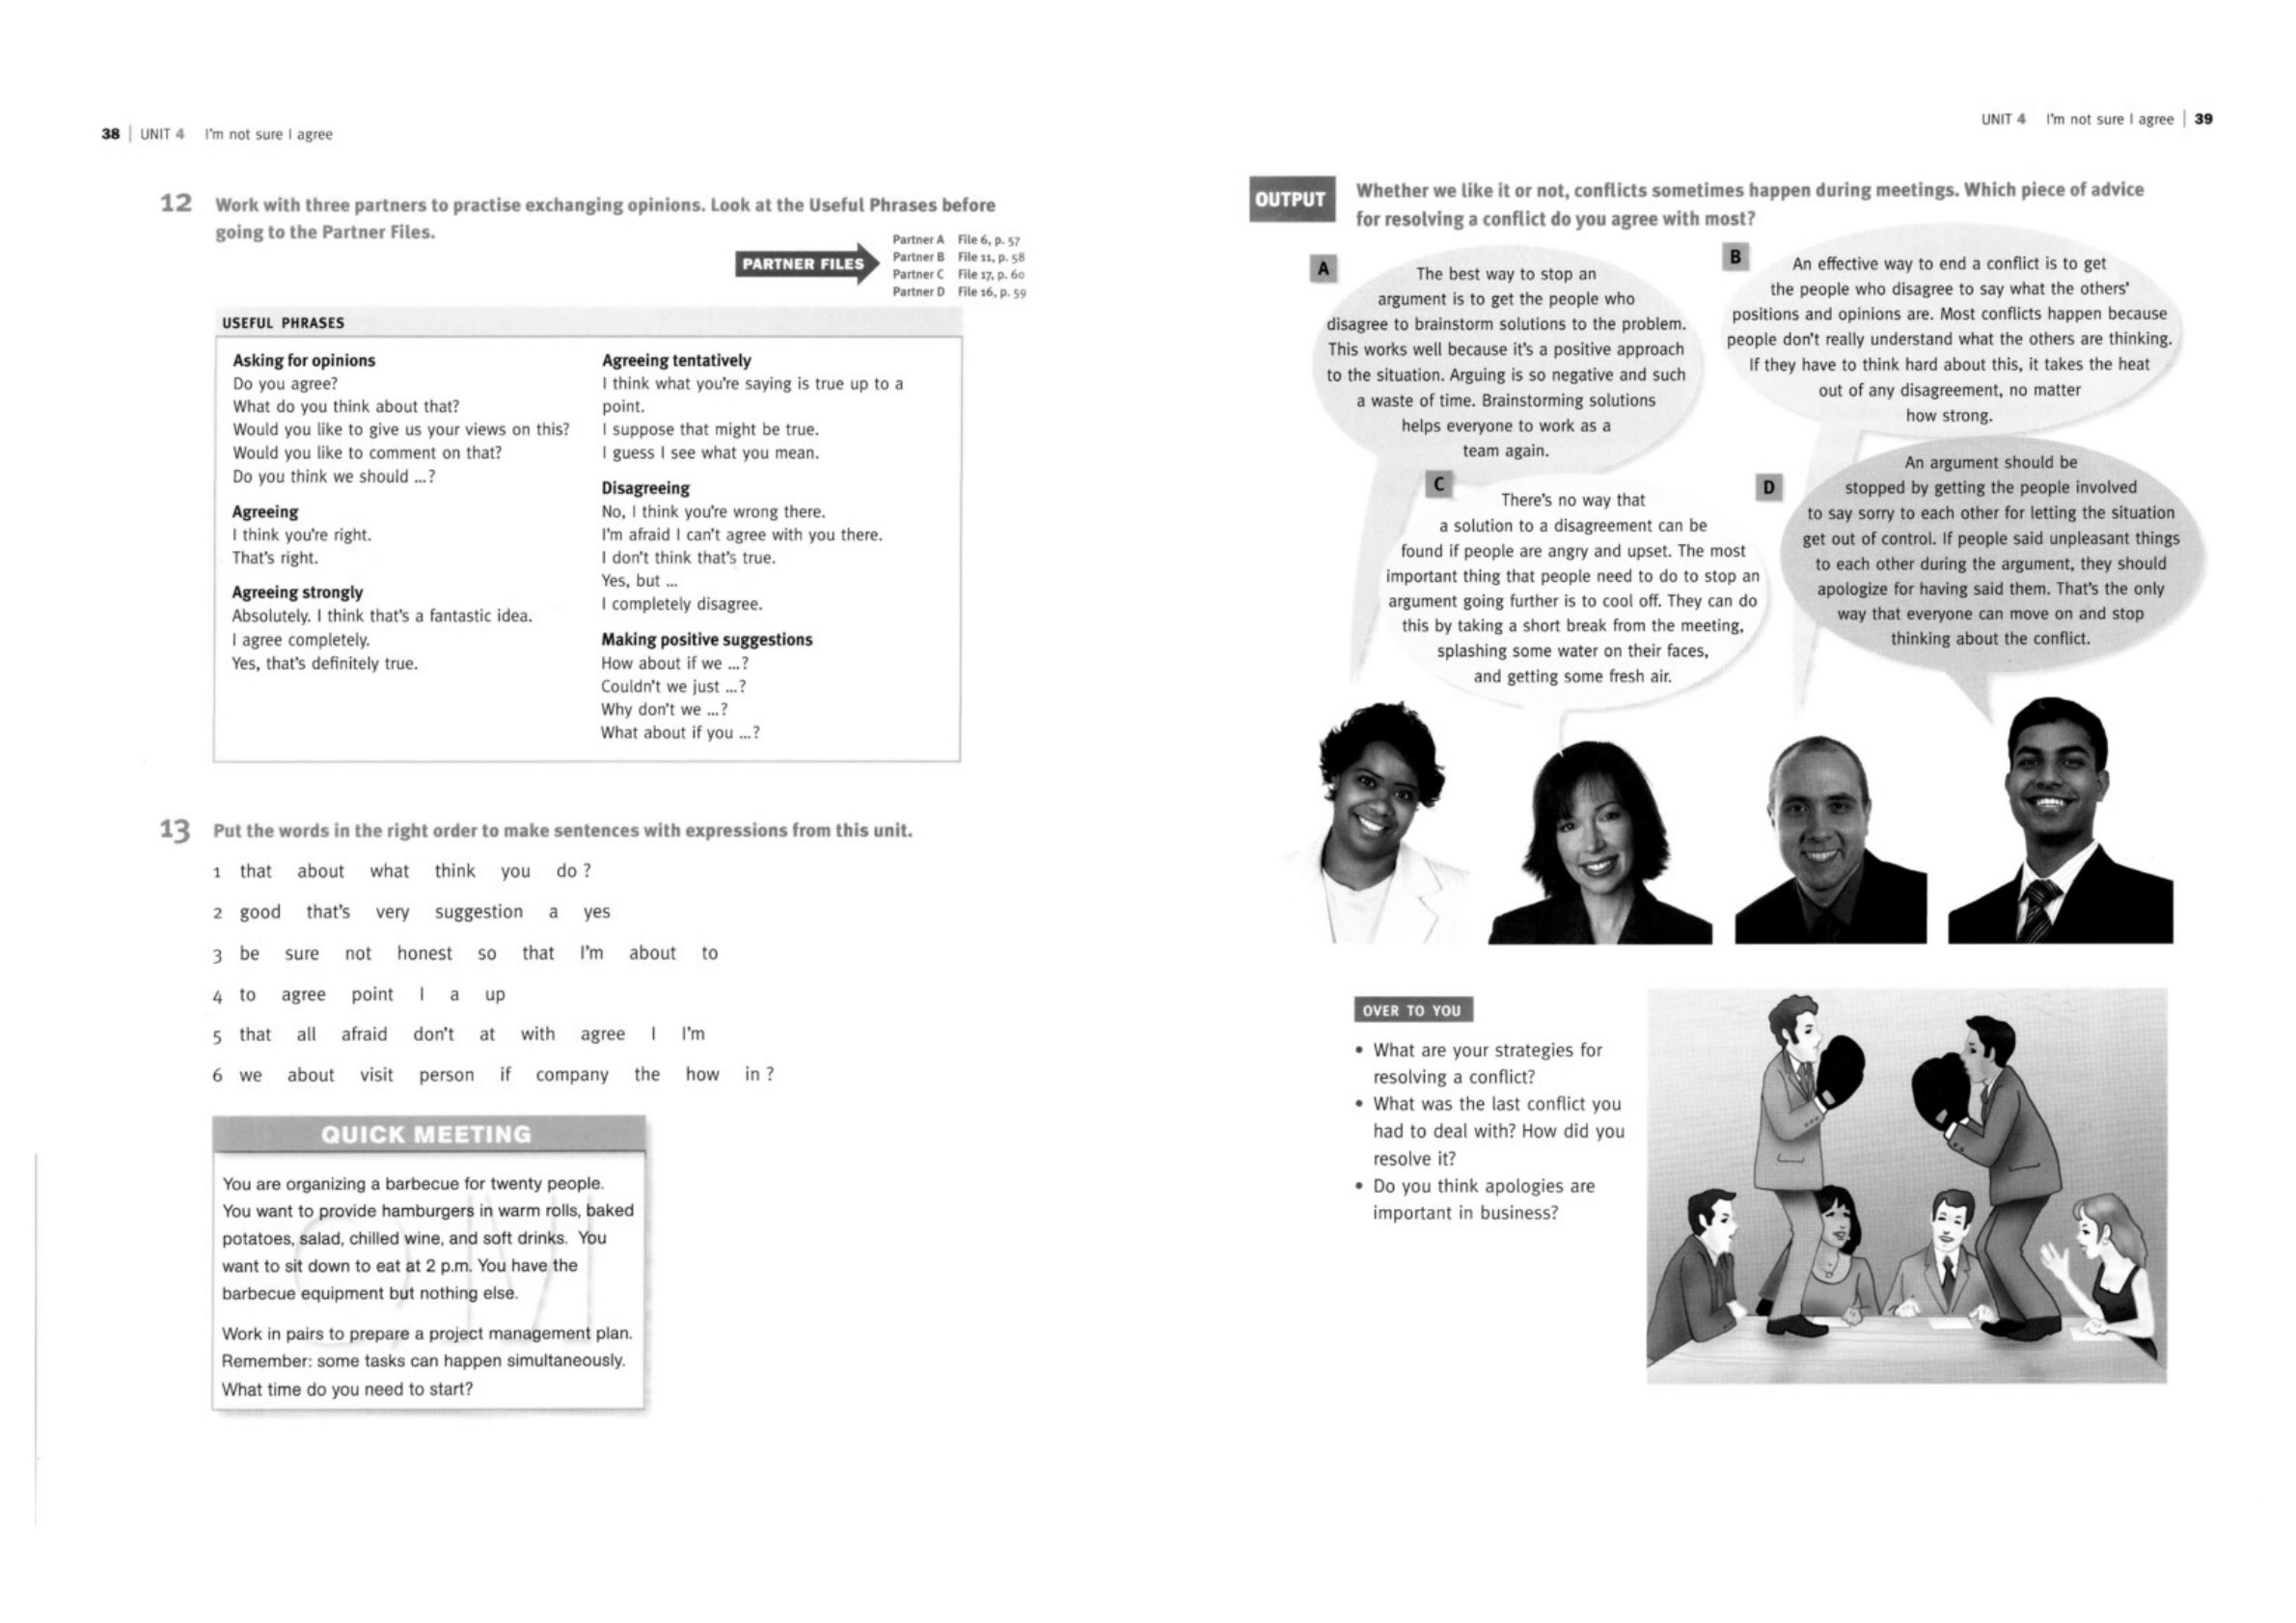 38 | UNIT 4 I'm not sure I agree
12 Work with three partners to practise exchanging opinions. Look at the Useful Phrases before
going to the Partner Files.
PARTNER FILES
Partner A File 6, p. 57
Partner B File 11, p. 58
Partner C File 17, p. 60
Partner D File 16, p. 59
USEFUL PHRASES
Asking for opinions
Do you agree?
What do you think about that?
Would you like to give us your views on this?
Would you like to comment on that?
Do you think we should ...?
Agreeing
I think you're right.
That's right.
Agreeing strongly
Absolutely. I think that's a fantastic idea.
I agree completely.
Yes, that's definitely true.
Agreeing tentatively
I think what you're saying is true up to a
point.
I suppose that might be true.
I guess I see what you mean.
Disagreeing
No, I think you're wrong there.
I'm afraid I can't agree with you there.
I don't think that's true.
Yes, but ...
I completely disagree.
Making positive suggestions
How about if we ...?
Couldn't we just ...?
Why don't we ...?
What about if you ...?
13 Put the words in the right order to make sentences with expressions from this unit.
1 that about what think you do ?
2 good that's very suggestion a yes
3 be sure not honest so that I'm about to
4 to agree point I a up
5 that all afraid don't at with agree I I'm
6 we about visit person if company the how in ?
QUICK MEETING
You are organizing a barbecue for twenty people.
You want to provide hamburgers in warm rolls, baked
potatoes, salad, chilled wine, and soft drinks. You
want to sit down to eat at 2 p.m. You have the
barbecue equipment but nothing else.
Work in pairs to prepare a project management plan.
Remember: some tasks can happen simultaneously.
What time do you need to start?
UNIT 4 I'm not sure I agree | 39
OUTPUT
Whether we like it or not, conflicts sometimes happen during meetings. Which piece of advice
for resolving a conflict do you agree with most?
A
The best way to stop an
argument is to get the people who
disagree to brainstorm solutions to the problem.
This works well because it's a positive approach
to the situation. Arguing is so negative and such
a waste of time. Brainstorming solutions
helps everyone to work as a
team again.
B
An effective way to end a conflict is to get
the people who disagree to say what the others'
positions and opinions are. Most conflicts happen because
people don't really understand what the others are thinking.
If they have to think hard about this, it takes the heat
out of any disagreement, no matter
how strong.
C
There's no way that
a solution to a disagreement can be
found if people are angry and upset. The most
important thing that people need to do to stop an
argument going further is to cool off. They can do
this by taking a short break from the meeting,
splashing some water on their faces,
and getting some fresh air.
D
An argument should be
stopped by getting the people involved
to say sorry to each other for letting the situation
get out of control. If people said unpleasant things
to each other during the argument, they should
apologize for having said them. That's the only
way that everyone can move on and stop
thinking about the conflict.
OVER TO YOU
• What are your strategies for
resolving a conflict?
• What was the last conflict you
had to deal with? How did you
resolve it?
• Do you think apologies are
important in business?